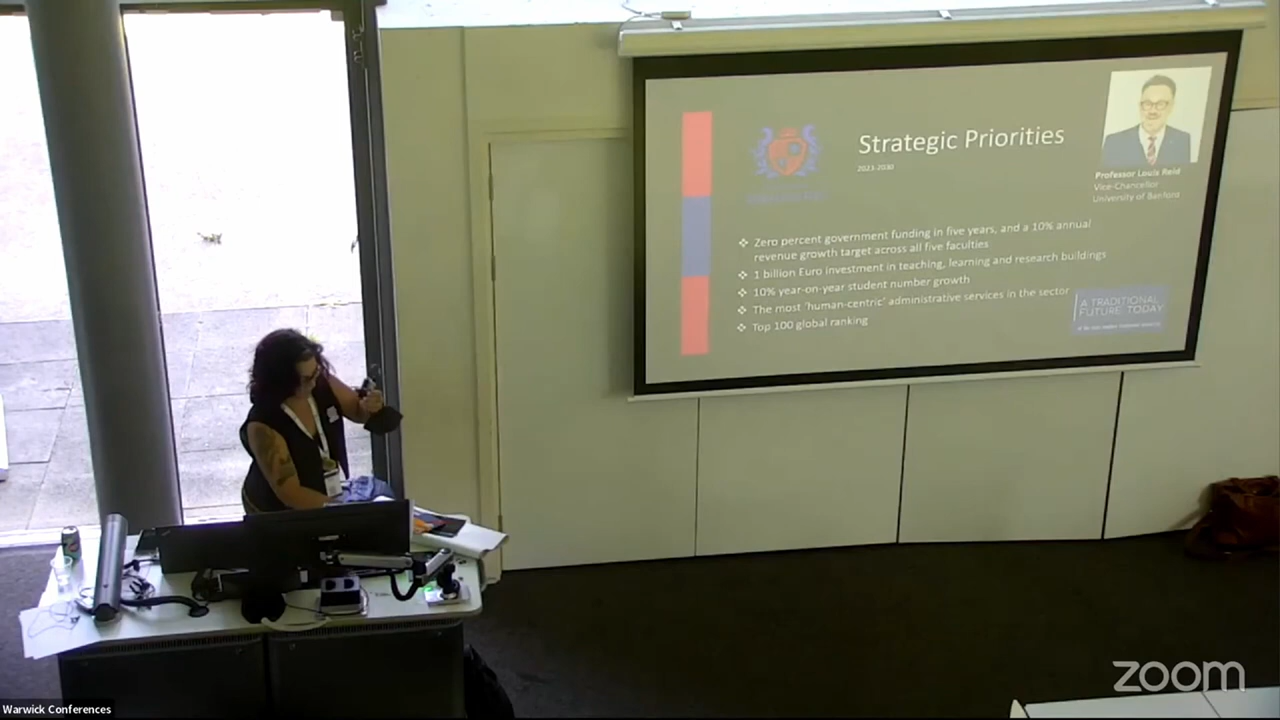 Strategic Priorities
2023-2030
Professor Louis Reid
Vice-Chancellor
University of Banford
❖ Zero percent government funding in five years, and a 10% annual
revenue growth target across all five faculties
❖ 1 billion Euro investment in teaching, learning and research buildings
❖ 10% year-on-year student number growth
❖ The most 'human-centric' administrative services in the sector
❖ Top 100 global ranking
A TRADITIONAL
FUTURE: TODAY
zoom
Warwick Conferences